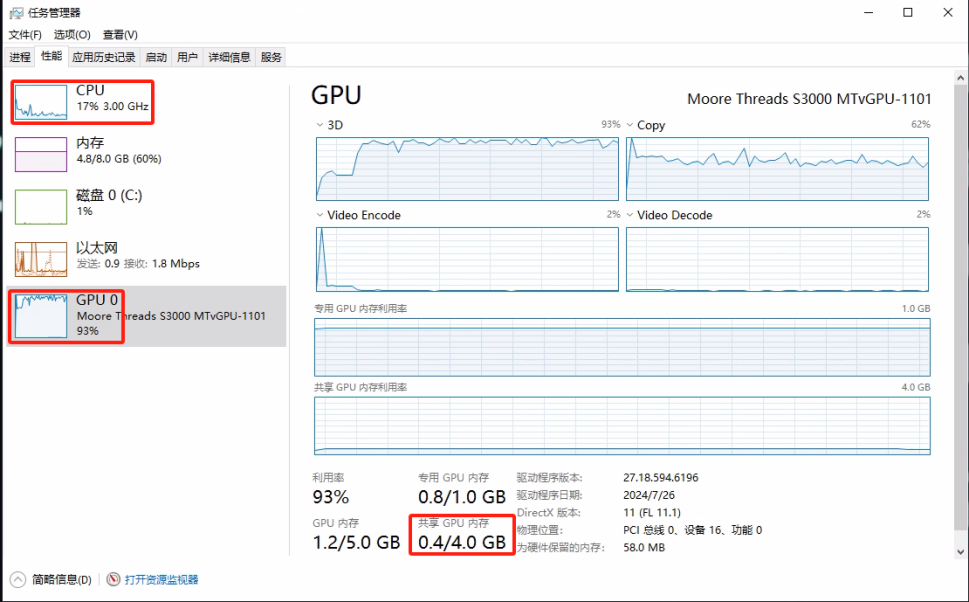 任务管理器
文件(F) 选项(O) 查看(V)
进程 性能 应用历史记录 启动 用户 详细信息 服务
CPU
17% 3.00 GHz
内存
4.8/8.0 GB (60%)
磁盘 0 (C:)
1%
以太网
发送: 0.9 接收: 1.8 Mbps
GPU 0
Moore Threads S3000 MTvGPU-1101
93%
GPU
Moore Threads S3000 MTvGPU-1101
3D 93%
Copy 62%
Video Encode 2%
Video Decode 2%
专用 GPU 内存利用率 1.0 GB
共享 GPU 内存利用率 4.0 GB
利用率
93%
专用 GPU 内存
0.8/1.0 GB
GPU 内存
1.2/5.0 GB
共享 GPU 内存
0.4/4.0 GB
驱动程序版本: 27.18.594.6196
驱动程序日期: 2024/7/26
DirectX 版本: 11 (FL 11.1)
物理位置: PCI 总线 0、设备 16、功能 0
为硬件保留的内存: 58.0 MB
简略信息(D) 打开资源监视器